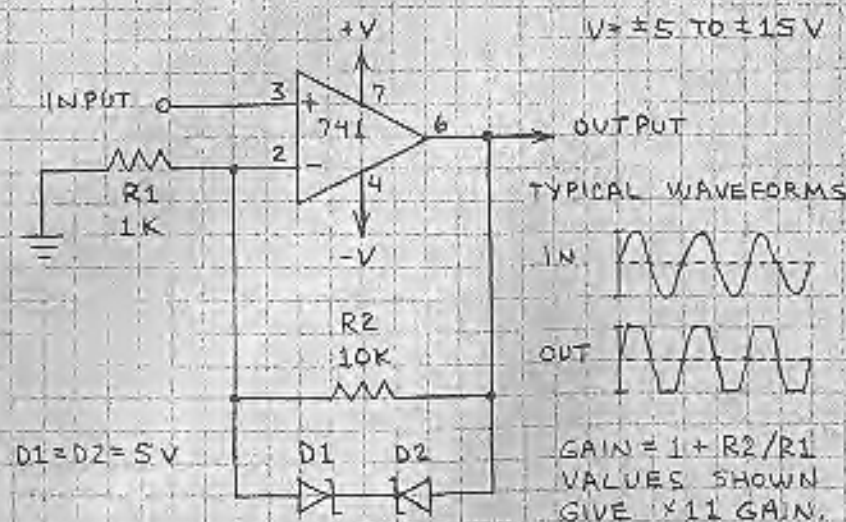 +V
V= ±5 TO ±15 V
INPUT
3
+
7
741
6
OUTPUT
2
-
4
R1
1K
-V
TYPICAL WAVEFORMS
IN
R2
10K
OUT
D1=D2=5V
D1
D2
GAIN = 1 + R2/R1
VALUES SHOWN
GIVE ×11 GAIN.